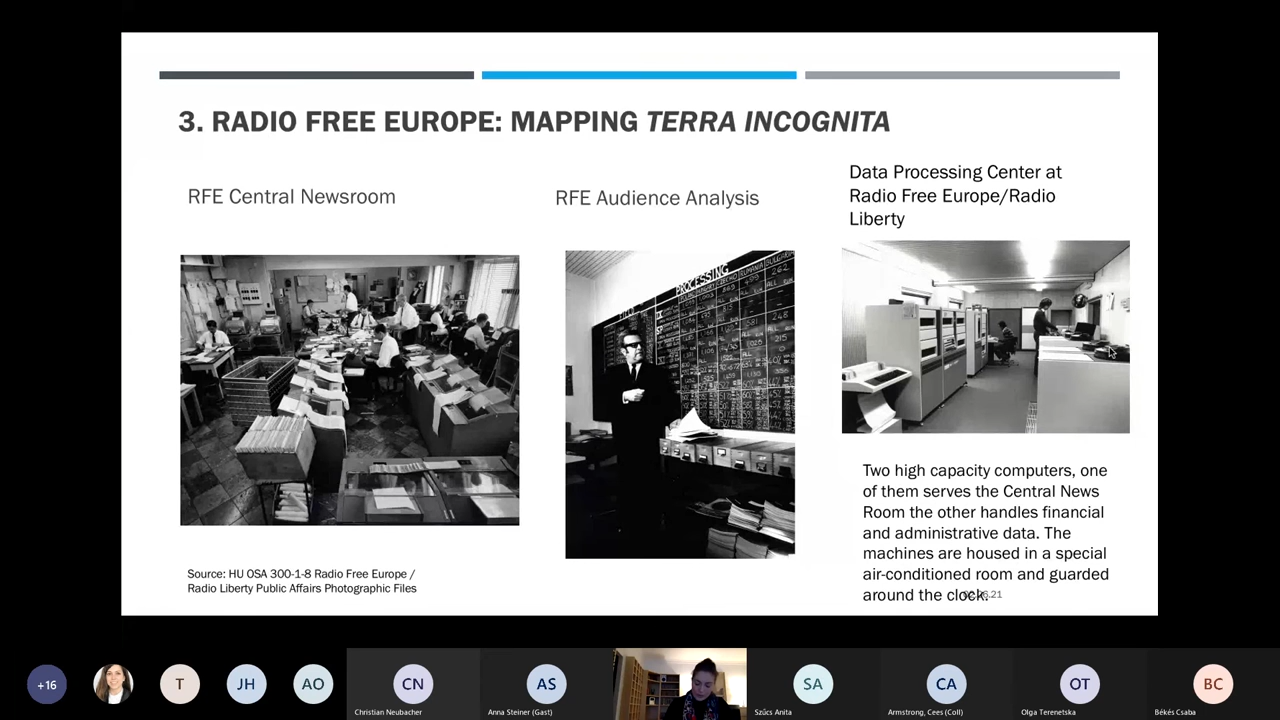 3. RADIO FREE EUROPE: MAPPING TERRA INCOGNITA
RFE Central Newsroom
RFE Audience Analysis
Data Processing Center at
Radio Free Europe/Radio
Liberty
PROCESSING
BULGARIA
262
248
215
Two high capacity computers, one
of them serves the Central News
Room the other handles financial
and administrative data. The
machines are housed in a special
air-conditioned room and guarded
around the clock.
Source: HU OSA 300-1-8 Radio Free Europe /
Radio Liberty Public Affairs Photographic Files
+16
T
JH
AO
CN
Christian Neubacher
AS
Anna Steiner (Gast)
SA
Szűcs Anita
CA
Armstrong, Cees (Coll)
OT
Olga Terenetska
BC
Békés Csaba